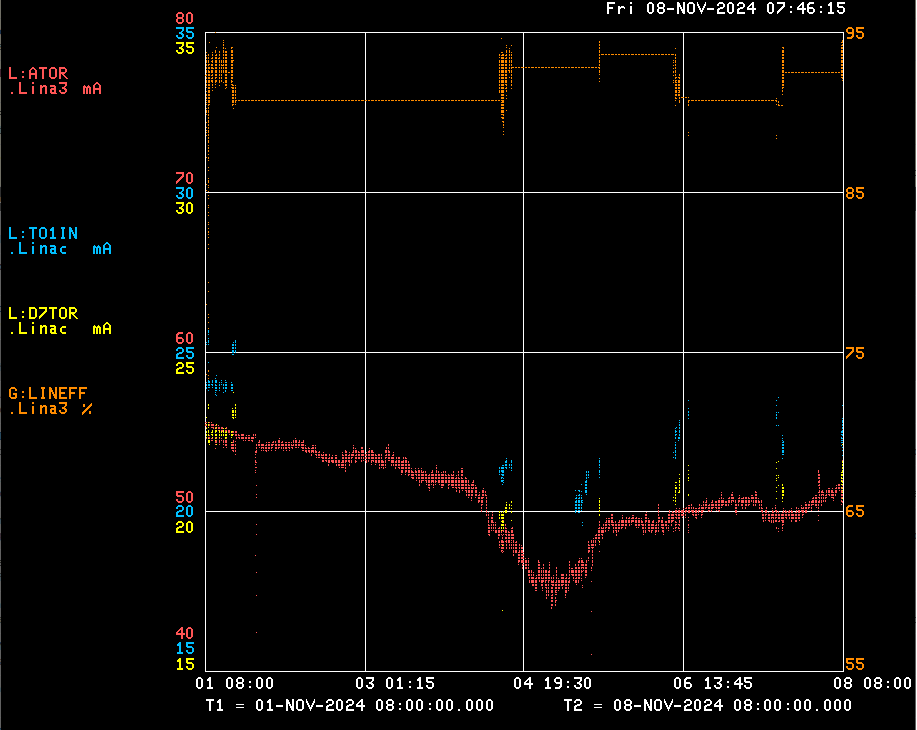 Fri 08-NOV-2024 07:46:15
80
35
35
95
L:ATOR
.Lina3 mA
70
30
30
85
L:TO1IN
.Linac mA
L:D7TOR
.Linac mA
60
25
25
75
G:LINEFF
.Lina3 %
50
20
20
65
40
15
15
55
01 08:00 03 01:15 04 19:30 06 13:45 08 08:00
T1 = 01-NOV-2024 08:00:00.000 T2 = 08-NOV-2024 08:00:00.000